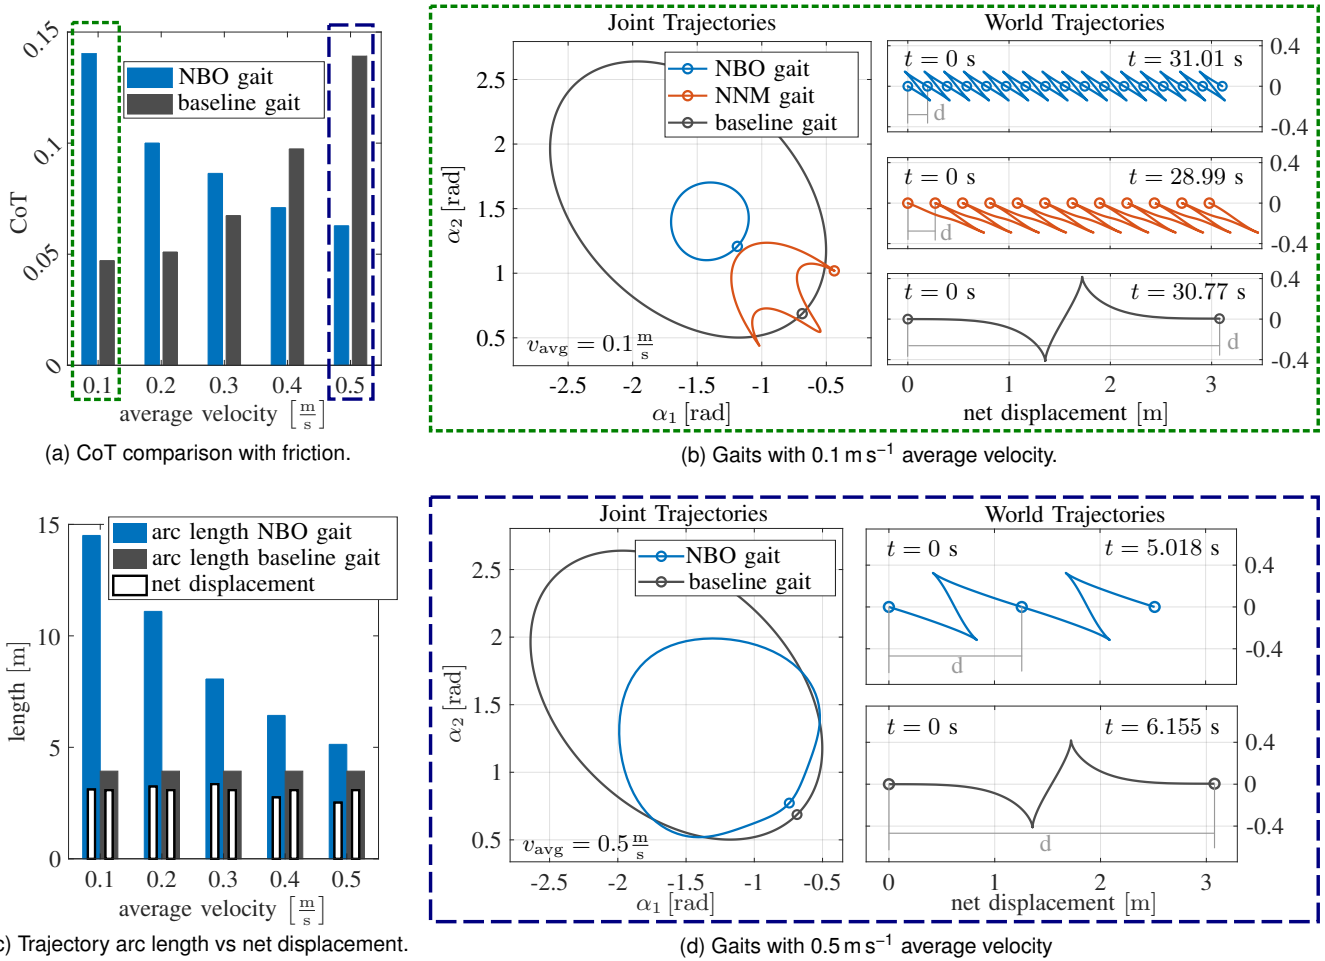 0.15
0.1
0.05
0
CoT
NBO gait
baseline gait
0.1 0.2 0.3 0.4 0.5
average velocity [m/s]
(a) CoT comparison with friction.
Joint Trajectories
2.5
2
1.5
1
0.5
α₂ [rad]
NBO gait
NNM gait
baseline gait
v_avg = 0.1 m/s
-2.5 -2 -1.5 -1 -0.5
α₁ [rad]
World Trajectories
t = 0 s t = 31.01 s
d
0.4
0
-0.4
t = 0 s t = 28.99 s
d
0.4
0
-0.4
t = 0 s t = 30.77 s
d
0.4
0
-0.4
0 1 2 3
net displacement [m]
(b) Gaits with 0.1 m s⁻¹ average velocity.
15
10
5
0
length [m]
arc length NBO gait
arc length baseline gait
net displacement
0.1 0.2 0.3 0.4 0.5
average velocity [m/s]
c) Trajectory arc length vs net displacement.
Joint Trajectories
2.5
2
1.5
1
0.5
α₂ [rad]
NBO gait
baseline gait
v_avg = 0.5 m/s
-2.5 -2 -1.5 -1 -0.5
α₁ [rad]
World Trajectories
t = 0 s t = 5.018 s
d
0.4
0
-0.4
t = 0 s t = 6.155 s
d
0.4
0
-0.4
0 1 2 3
net displacement [m]
(d) Gaits with 0.5 m s⁻¹ average velocity